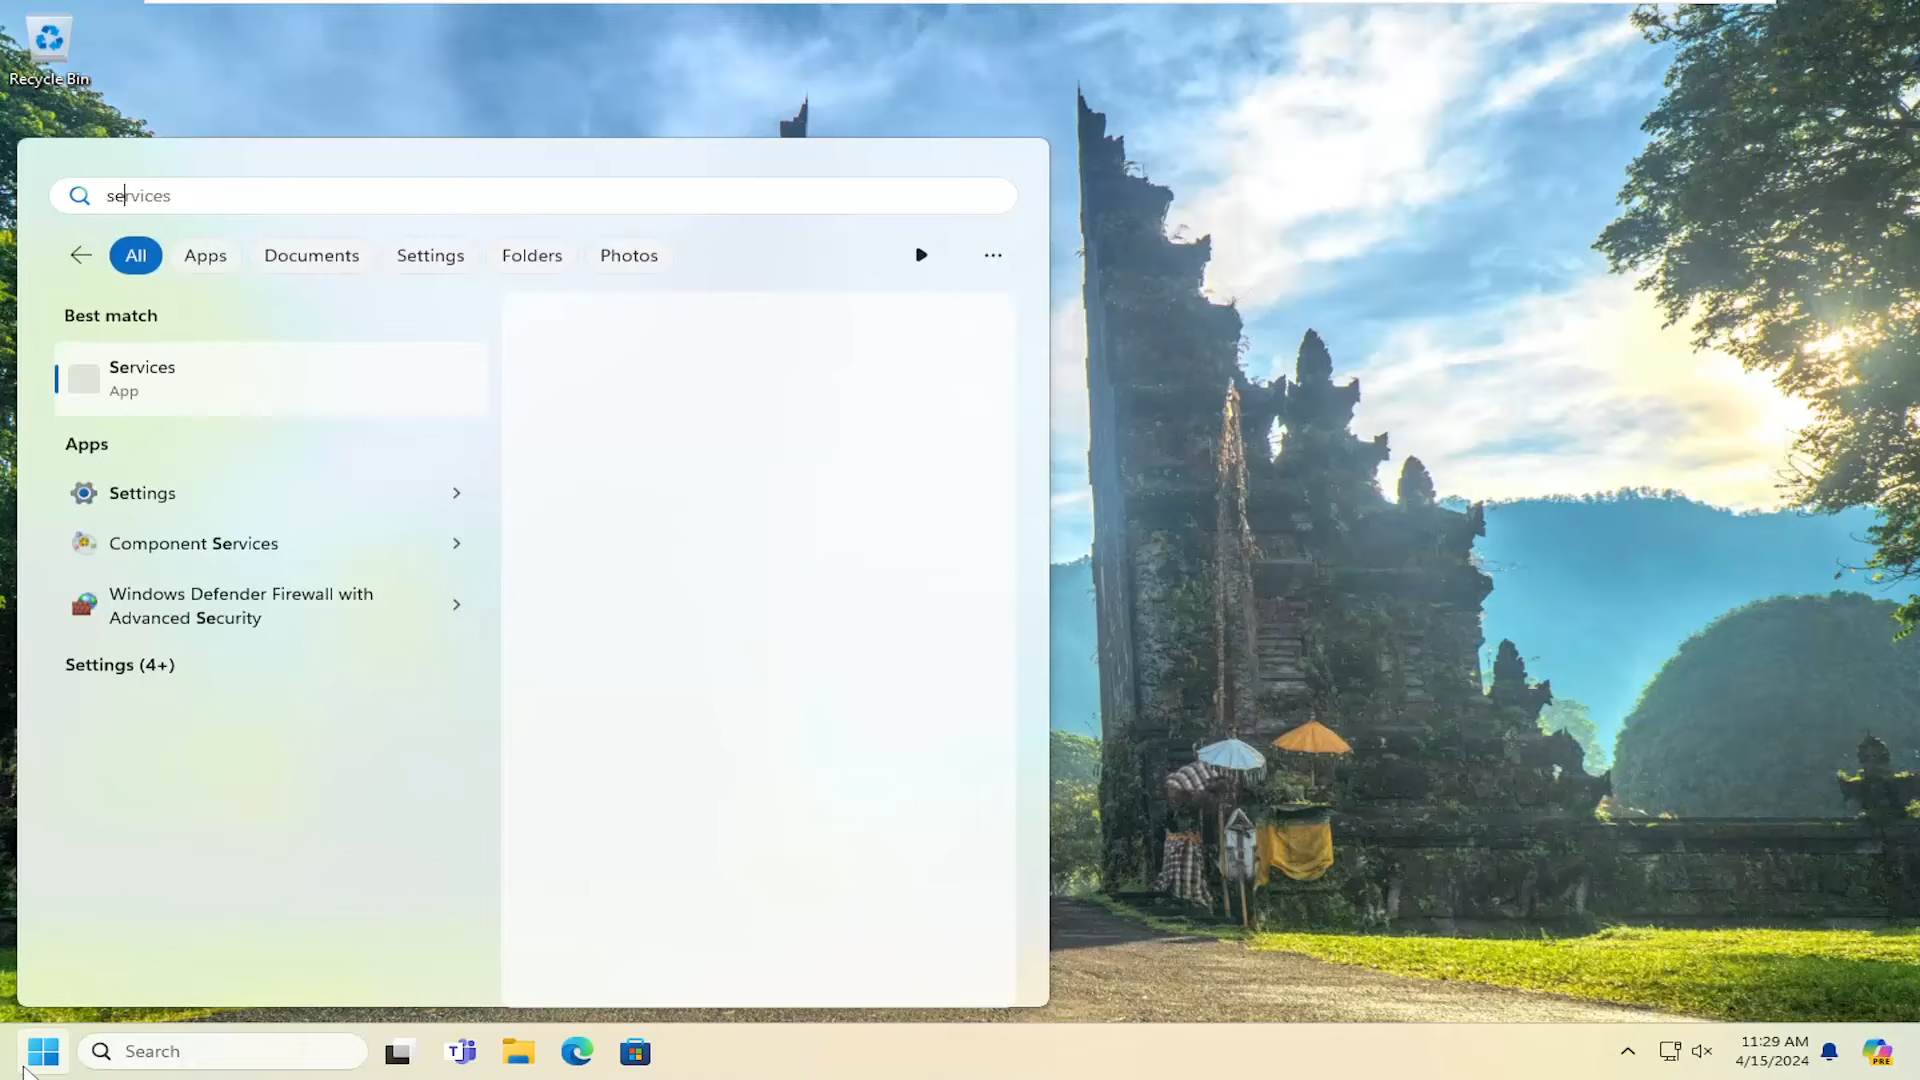 Recycle Bin
services
All Apps Documents Settings Folders Photos
Best match
Services
App
Apps
Settings
Component Services
Windows Defender Firewall with
Advanced Security
Settings (4+)
Search
T
11:29 AM
4/15/2024
PRE